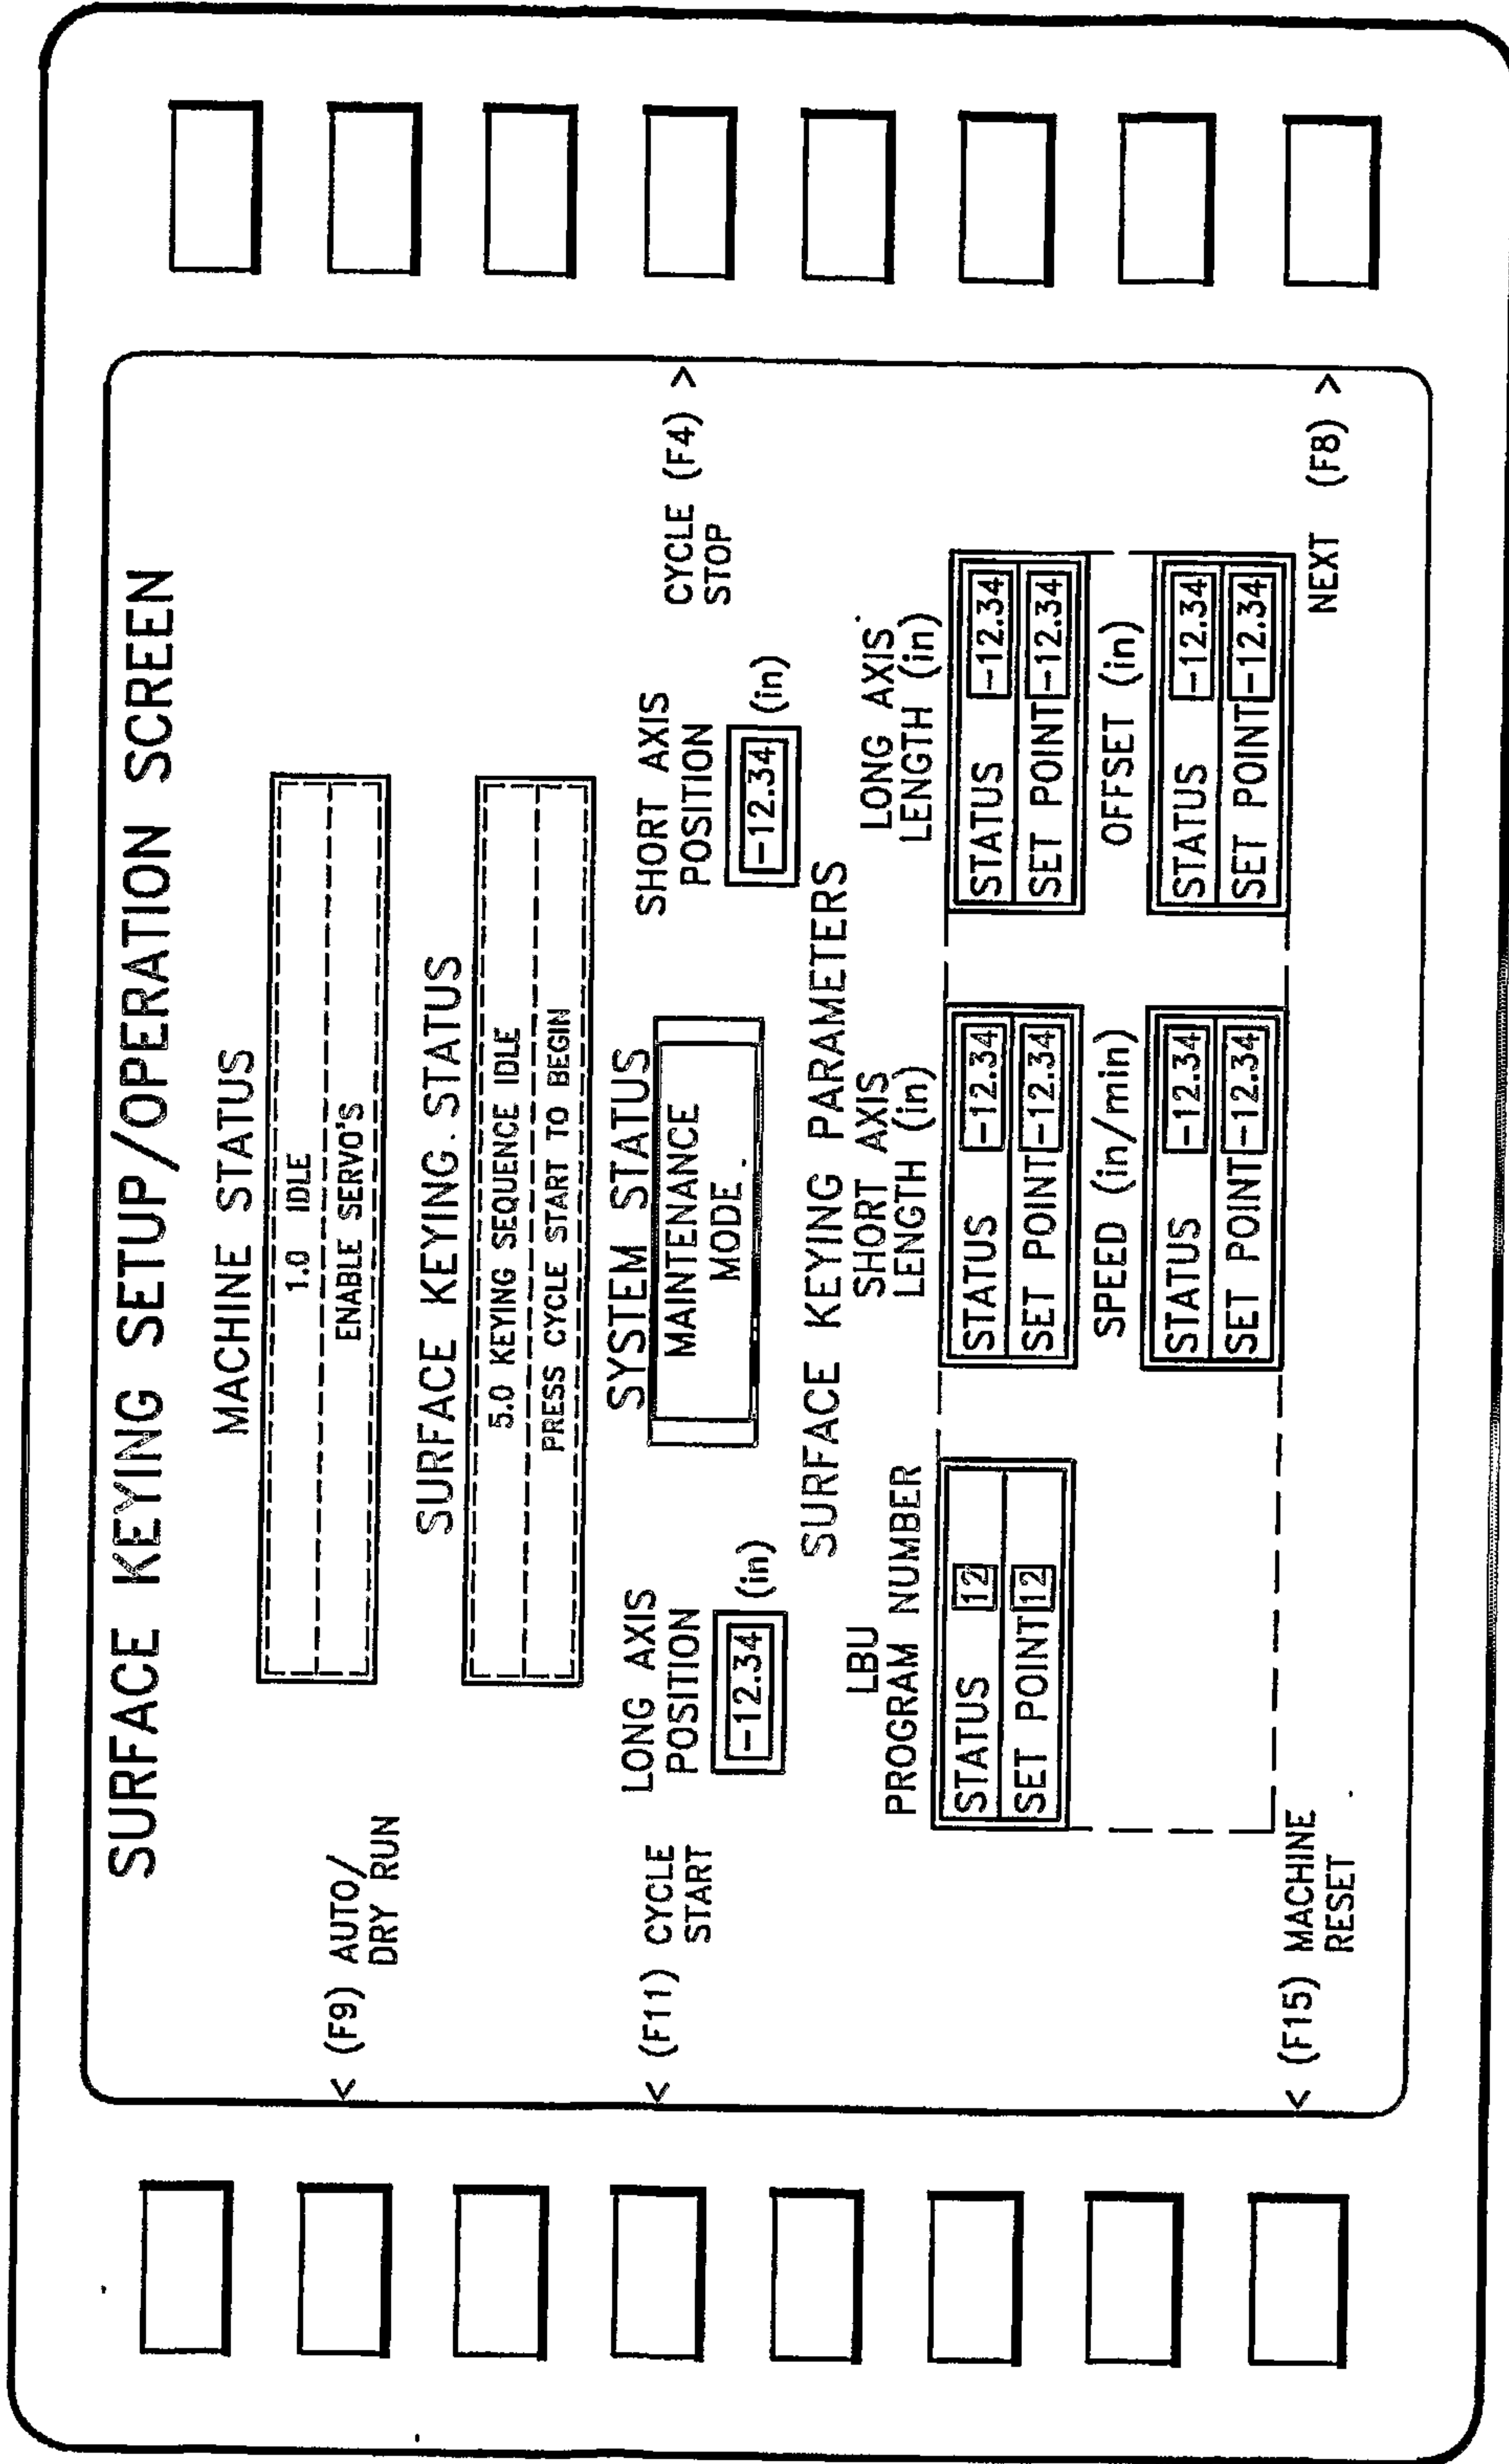 SURFACE KEYING SETUP/OPERATION SCREEN
MACHINE STATUS
1.0 IDLE
ENABLE SERVO'S
< (F9) AUTO/
DRY RUN
SURFACE KEYING STATUS
5.0 KEYING SEQUENCE IDLE
PRESS CYCLE START TO BEGIN
< (F11) CYCLE
START
LONG AXIS
POSITION
-12.34 (in)
SYSTEM STATUS
MAINTENANCE
MODE
SHORT AXIS
POSITION
-12.34 (in)
CYCLE (F4) >
STOP
SURFACE KEYING PARAMETERS
LBU
PROGRAM NUMBER
STATUS 12
SET POINT 12
SHORT AXIS
LENGTH (in)
STATUS -12.34
SET POINT -12.34
LONG AXIS
LENGTH (in)
STATUS -12.34
SET POINT -12.34
SPEED (in/min)
STATUS -12.34
SET POINT -12.34
OFFSET (in)
STATUS -12.34
SET POINT -12.34
< (F15) MACHINE
RESET
NEXT (F8) >